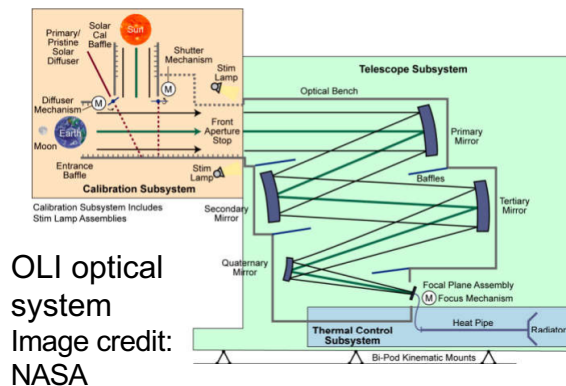 Primary/
Pristine
Solar
Diffuser
Solar
Cal
Baffle
Sun
Shutter
Mechanism
Stim
Lamp
M
M
Diffuser
Mechanism
Earth
Moon
Front
Aperture
Stop
Entrance
Baffle
Stim
Lamp
Calibration Subsystem
Calibration Subsystem Includes
Stim Lamp Assemblies
Telescope Subsystem
Optical Bench
Primary
Mirror
Baffles
Secondary
Mirror
Tertiary
Mirror
Quaternary
Mirror
Focal Plane Assembly
M Focus Mechanism
Heat Pipe
Radiator
Thermal Control
Subsystem
Bi-Pod Kinematic Mounts
OLI optical
system
Image credit:
NASA